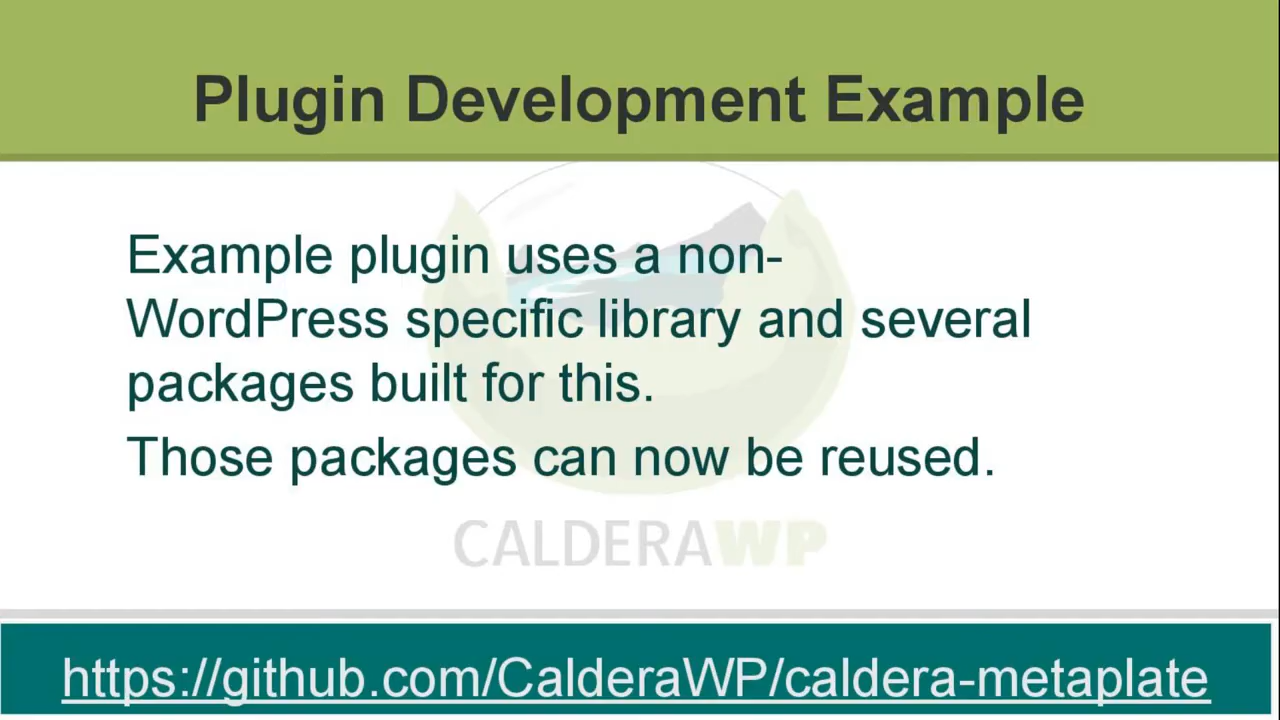 Plugin Development Example
Example plugin uses a non-
WordPress specific library and several
packages built for this.
Those packages can now be reused.
CALDERAWP
https://github.com/CalderaWP/caldera-metaplate